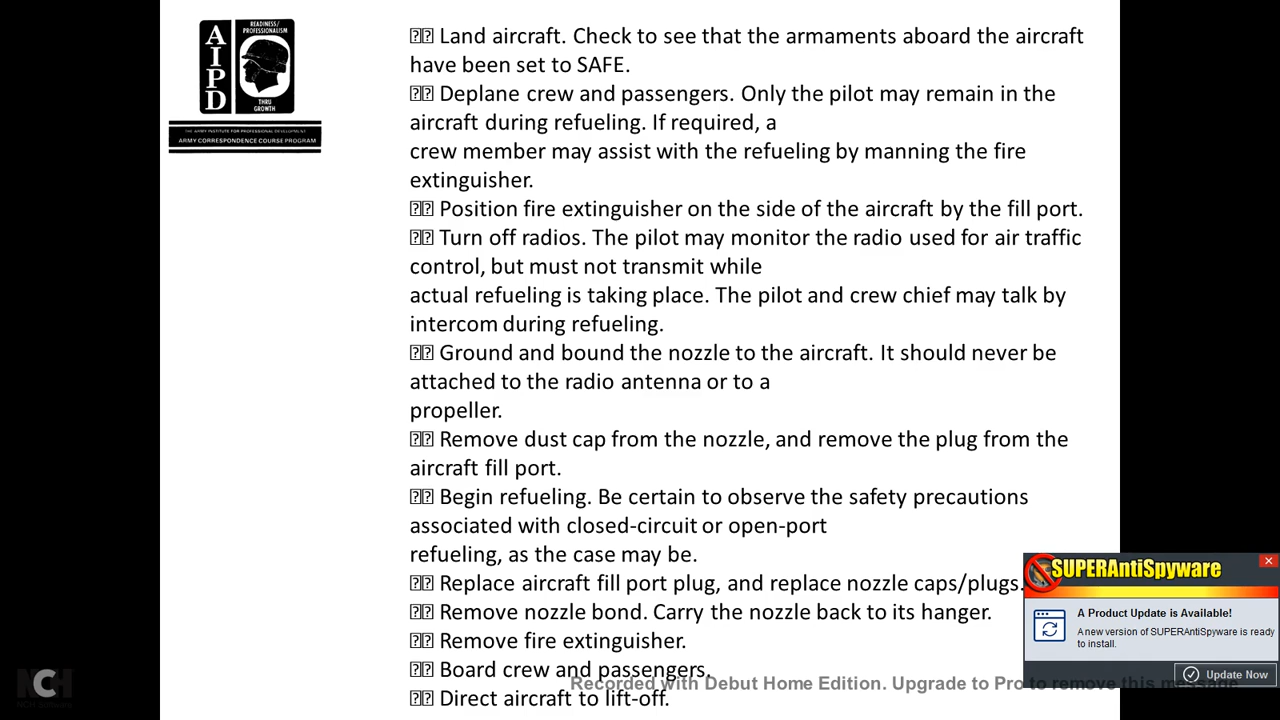 AIPD
READINESS/
PROFESSIONALISM
THRU
GROWTH
THE ARMY INSTITUTE FOR PROFESSIONAL DEVELOPMENT
ARMY CORRESPONDENCE COURSE PROGRAM
Land aircraft. Check to see that the armaments aboard the aircraft
have been set to SAFE.
Deplane crew and passengers. Only the pilot may remain in the
aircraft during refueling. If required, a
crew member may assist with the refueling by manning the fire
extinguisher.
Position fire extinguisher on the side of the aircraft by the fill port.
Turn off radios. The pilot may monitor the radio used for air traffic
control, but must not transmit while
actual refueling is taking place. The pilot and crew chief may talk by
intercom during refueling.
Ground and bound the nozzle to the aircraft. It should never be
attached to the radio antenna or to a
propeller.
Remove dust cap from the nozzle, and remove the plug from the
aircraft fill port.
Begin refueling. Be certain to observe the safety precautions
associated with closed-circuit or open-port
refueling, as the case may be.
Replace aircraft fill port plug, and replace nozzle caps/plugs.
Remove nozzle bond. Carry the nozzle back to its hanger.
Remove fire extinguisher.
Board crew and passengers.
Direct aircraft to lift-off.
SUPERAntiSpyware
A Product Update is Available!
A new version of SUPERAntiSpyware is ready
to install.
Update Now
Recorded with Debut Home Edition. Upgrade to Pro to remove this message
NCH Software